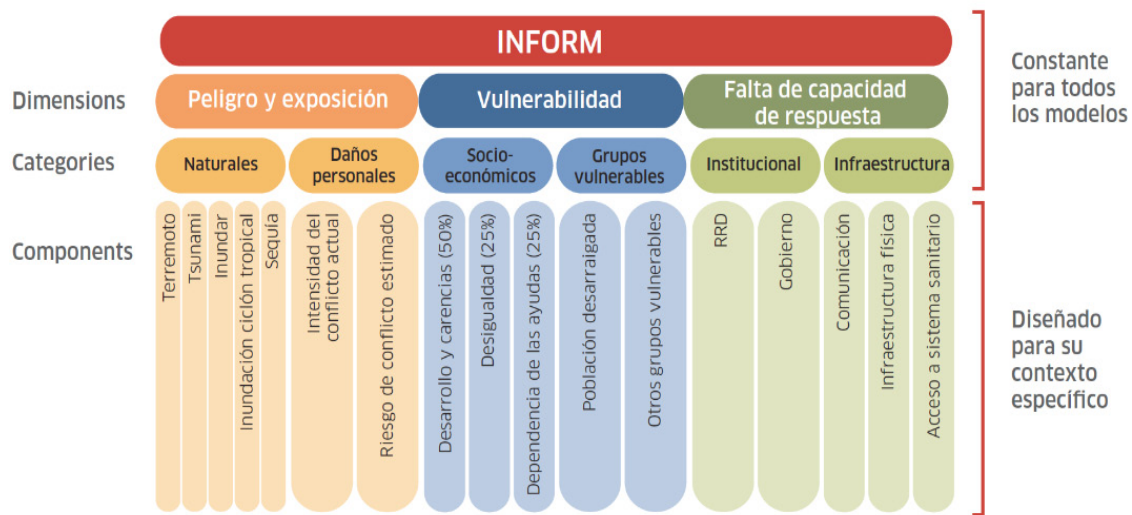 INFORM
Constante
para todos
los modelos
Dimensions
Peligro y exposición
Vulnerabilidad
Falta de capacidad
de respuesta
Categories
Naturales
Daños
personales
Socio-
económicos
Grupos
vulnerables
Institucional
Infraestructura
Components
Terremoto
Tsunami
Inundar
Inundación ciclón tropical
Sequía
Intensidad del
conflicto actual
Riesgo de conflicto estimado
Desarrollo y carencias (50%)
Desigualdad (25%)
Dependencia de las ayudas (25%)
Población desarraigada
Otros grupos vulnerables
RRD
Gobierno
Comunicación
Infraestructura física
Acceso a sistema sanitario
Diseñado
para su
contexto
específico